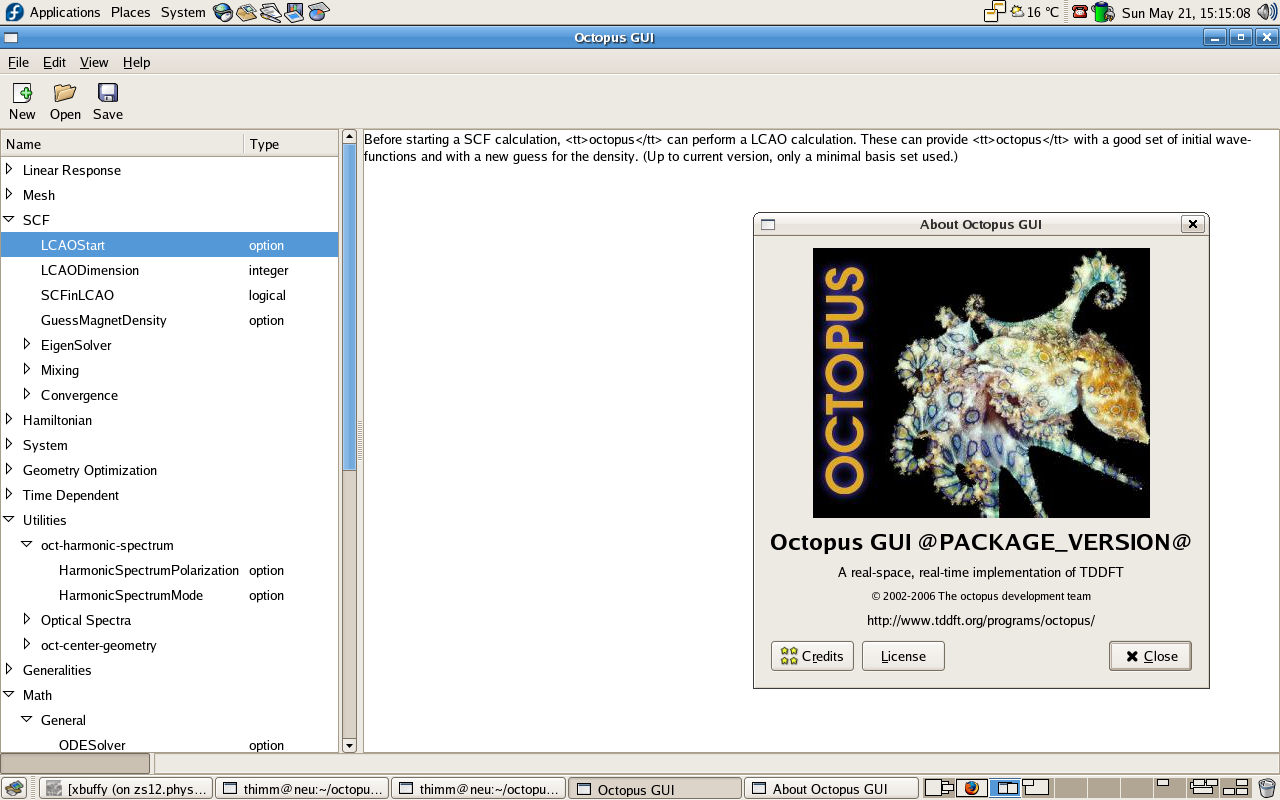 Applications Places System 16 °C Sun May 21, 15:15:08
Octopus GUI
File Edit View Help
New Open Save
Name Type
Linear Response
Mesh
SCF
LCAOStart option
LCAODimension integer
SCFinLCAO logical
GuessMagnetDensity option
EigenSolver
Mixing
Convergence
Hamiltonian
System
Geometry Optimization
Time Dependent
Utilities
oct-harmonic-spectrum
HarmonicSpectrumPolarization option
HarmonicSpectrumMode option
Optical Spectra
oct-center-geometry
Generalities
Math
General
ODESolver option
Before starting a SCF calculation, <tt>octopus</tt> can perform a LCAO calculation. These can provide <tt>octopus</tt> with a good set of initial wave-
functions and with a new guess for the density. (Up to current version, only a minimal basis set used.)
About Octopus GUI
OCTOPUS
Octopus GUI @PACKAGE_VERSION@
A real-space, real-time implementation of TDDFT
© 2002-2006 The octopus development team
http://www.tddft.org/programs/octopus/
Credits License Close
[xbuffy (on zs12.phys... thimm@neu:~/octopu... thimm@neu:~/octopu... Octopus GUI About Octopus GUI